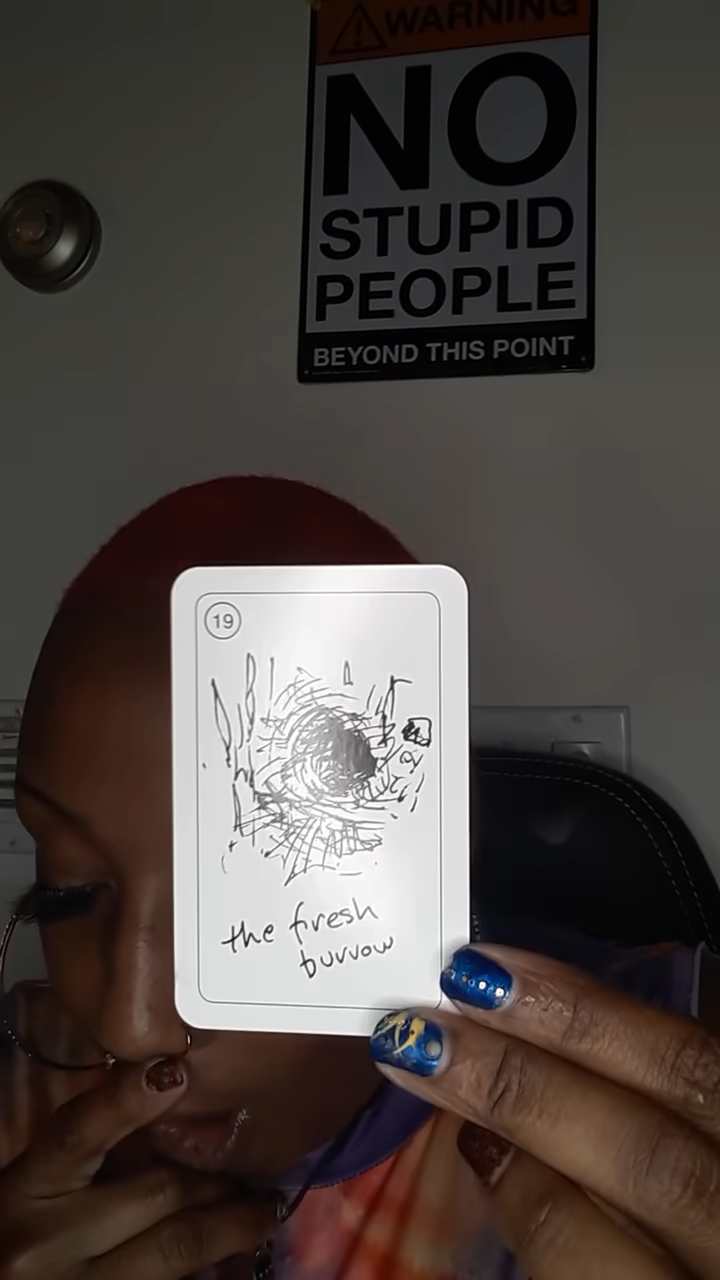 WARNING
NO
STUPID
PEOPLE
BEYOND THIS POINT
19
the fresh
burrow